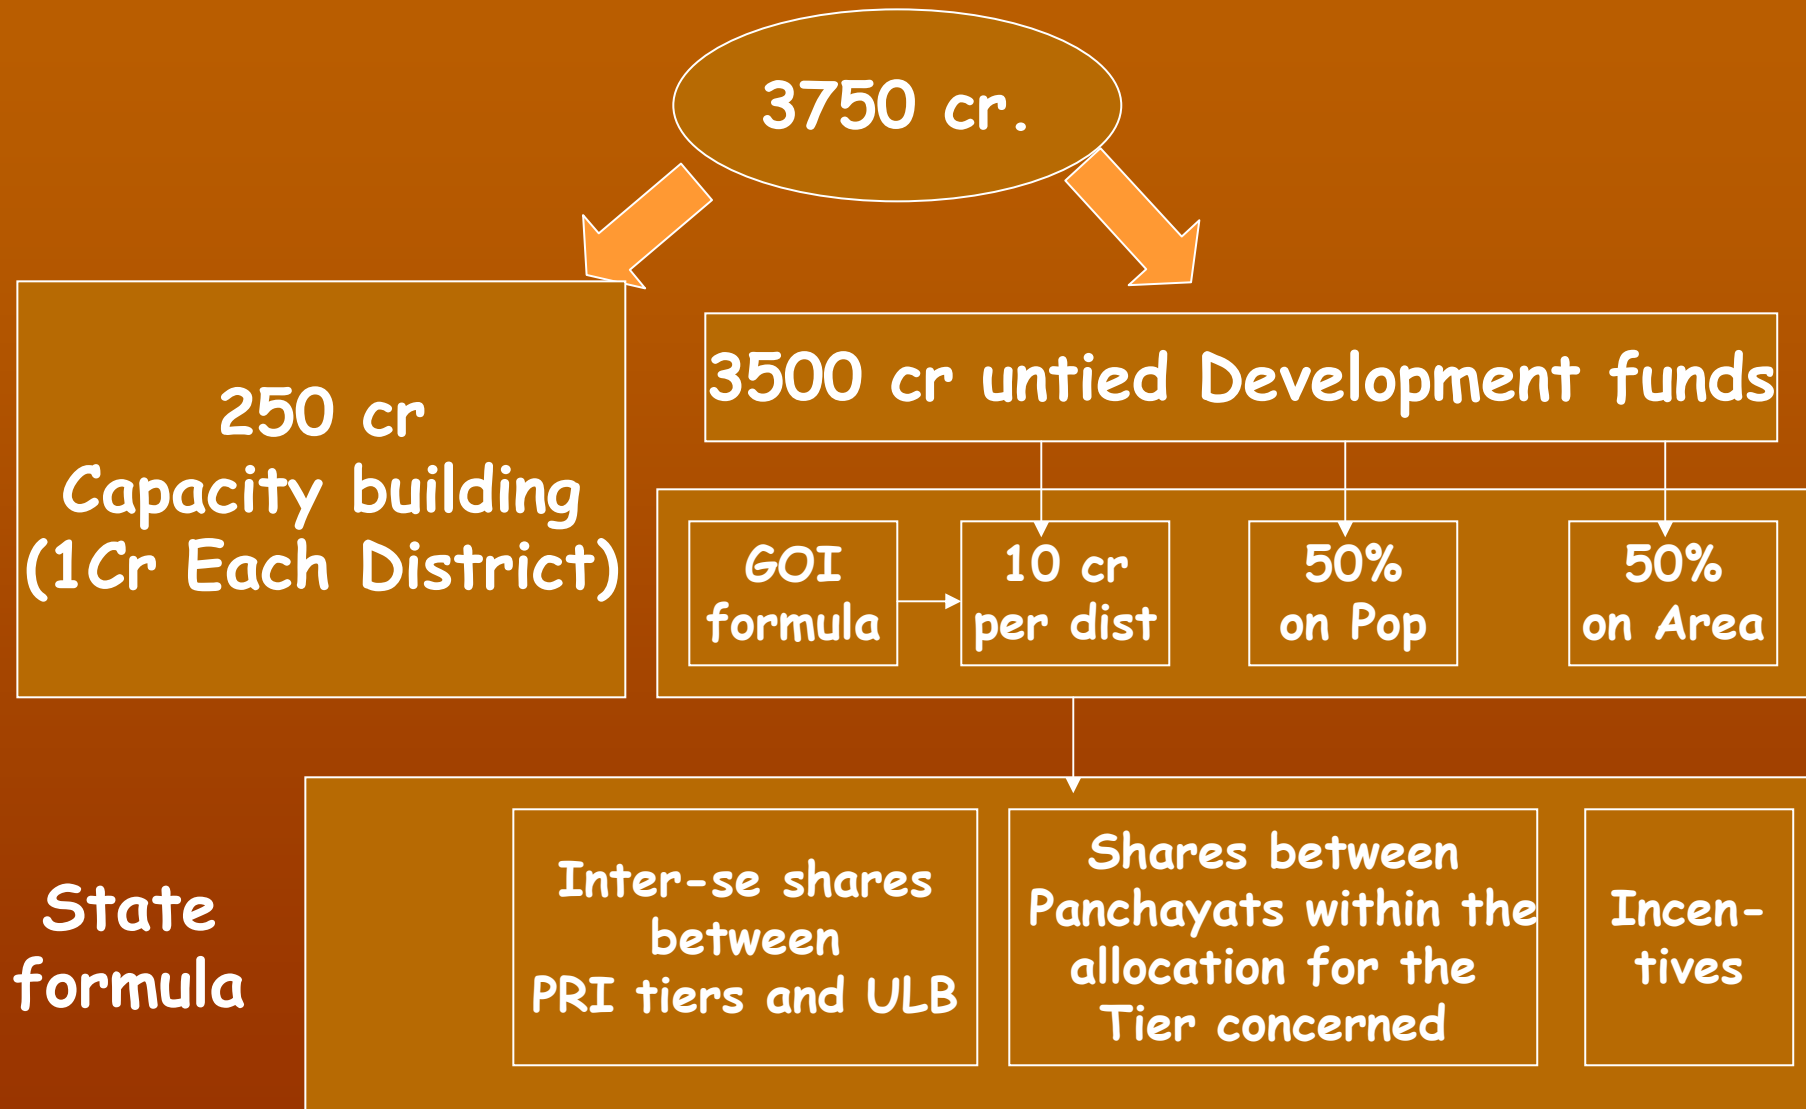 3750 cr.
250 cr
Capacity building
(1Cr Each District)
3500 cr untied Development funds
GOI
formula
10 cr
per dist
50%
on Pop
50%
on Area
State
formula
Inter-se shares
between
PRI tiers and ULB
Shares between
Panchayats within the
allocation for the
Tier concerned
Incen-
tives